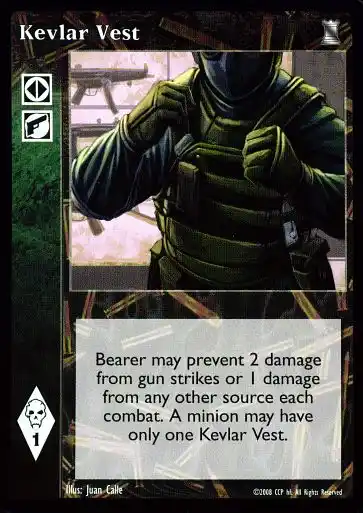 Kevlar Vest
Bearer may prevent 2 damage
from gun strikes or 1 damage
from any other source each
combat. A minion may have
only one Kevlar Vest.
1
Illus: Juan Calle
©2008 CCP hf. All Rights Reserved